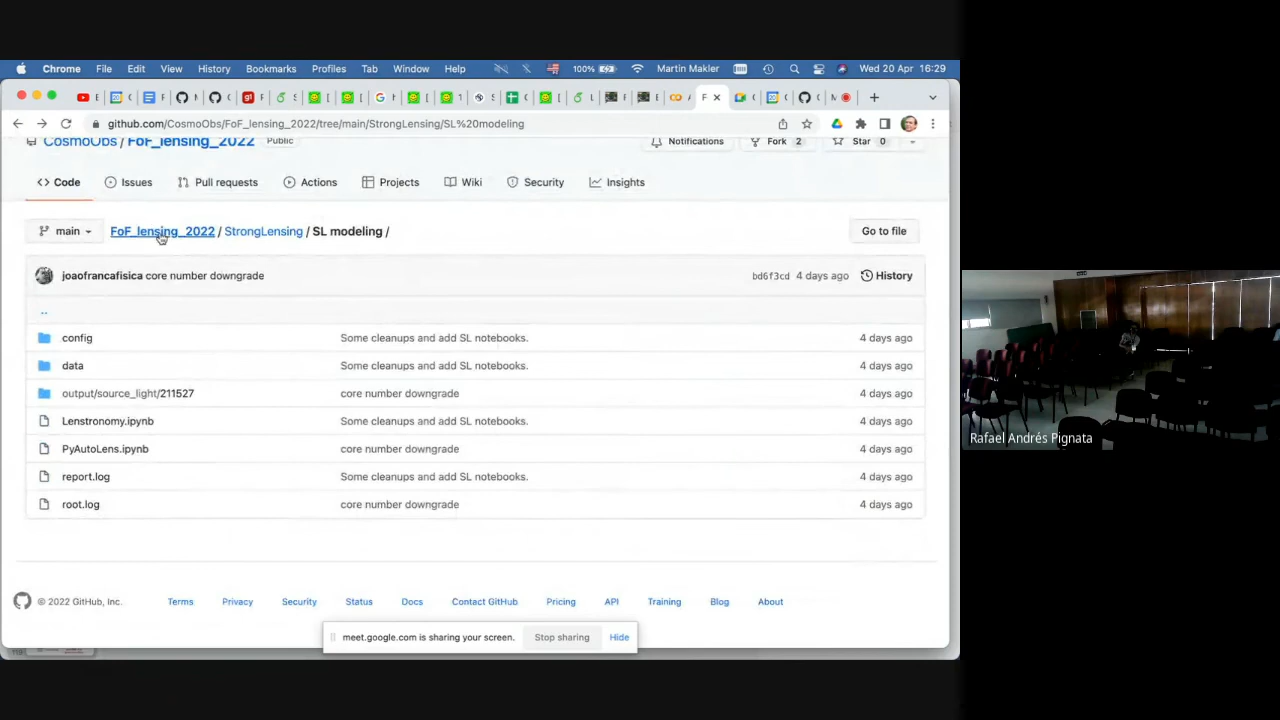 Chrome File Edit View History Bookmarks Profiles Tab Window Help 100% Martin Makler Wed 20 Apr 16:29
github.com/CosmoObs/FoF_lensing_2022/tree/main/StrongLensing/SL%20modeling
CosmoObs / FoF_lensing_2022 Public Notifications Fork 2 Star 0
Code Issues Pull requests Actions Projects Wiki Security Insights
main FoF_lensing_2022 / StrongLensing / SL modeling / Go to file
joaofrancafisica core number downgrade bd6f3cd 4 days ago History
..
config Some cleanups and add SL notebooks. 4 days ago
data Some cleanups and add SL notebooks. 4 days ago
output/source_light/211527 core number downgrade 4 days ago
Lenstronomy.ipynb Some cleanups and add SL notebooks. 4 days ago
PyAutoLens.ipynb core number downgrade 4 days ago
report.log Some cleanups and add SL notebooks. 4 days ago
root.log core number downgrade 4 days ago
© 2022 GitHub, Inc. Terms Privacy Security Status Docs Contact GitHub Pricing API Training Blog About
meet.google.com is sharing your screen. Stop sharing Hide
Rafael Andrés Pignata